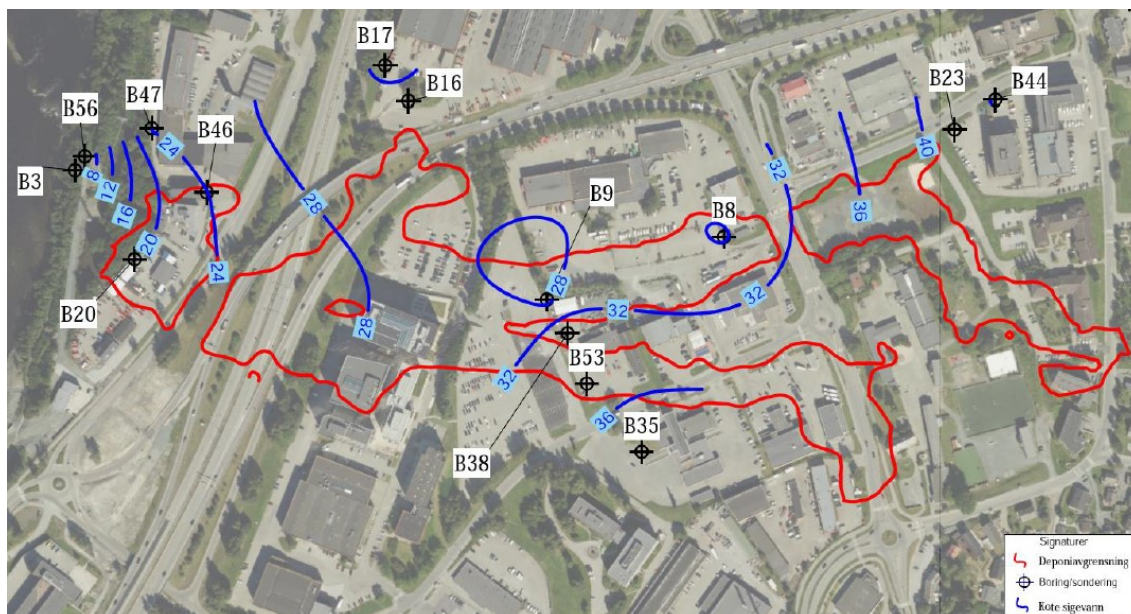 B17
B16
B23
B44
B47
B56
B46
B3
24
8
12
16
32
40
36
28
B9
B8
20
24
B20
28
28
32
32
B53
32
36
B35
B38
Signaturer
Deponiavgrensning
Boring/sondering
Kote sigevann